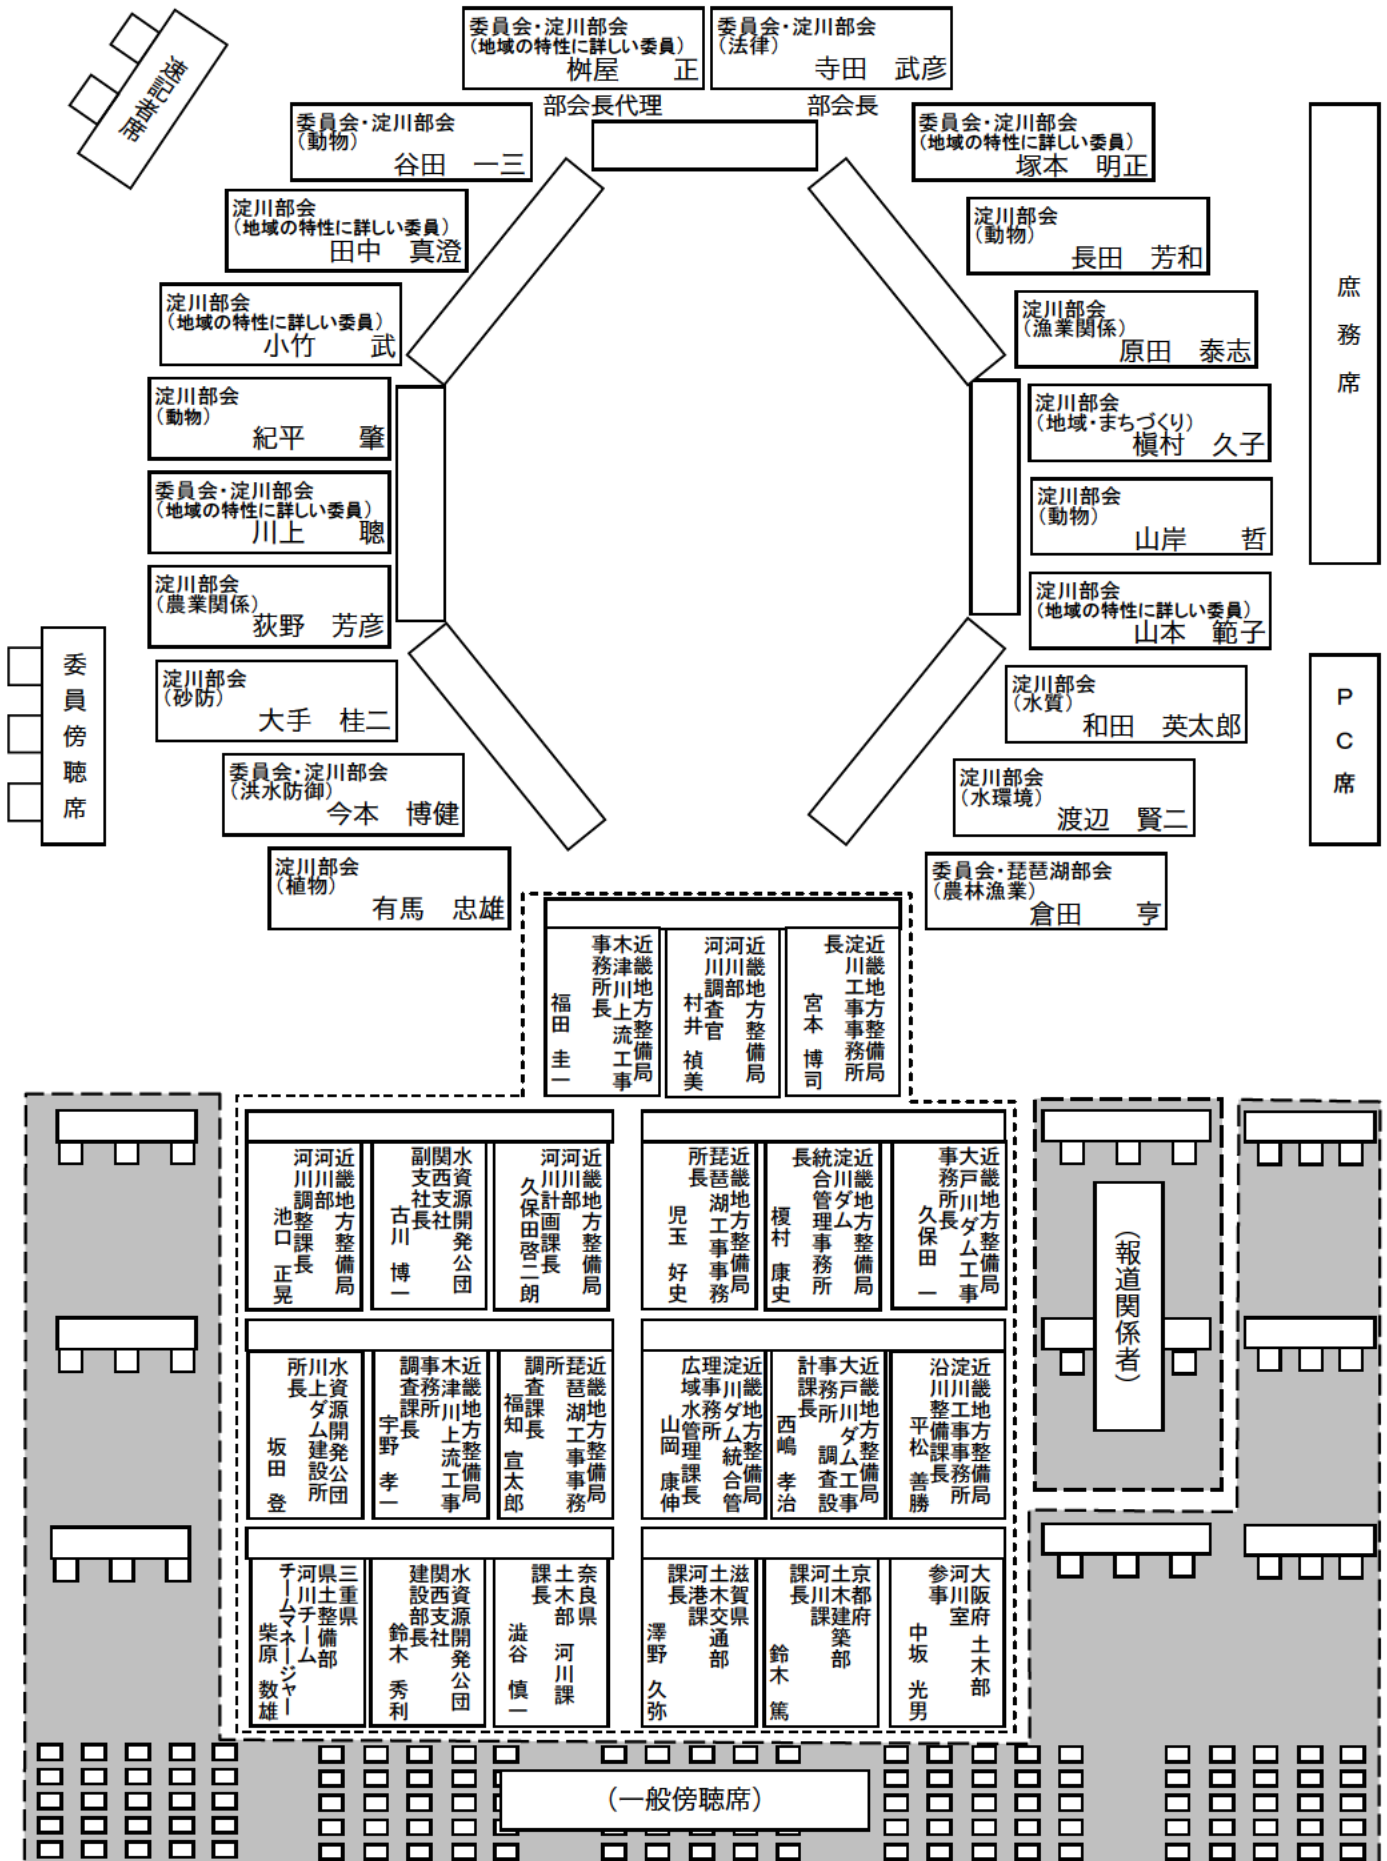 速記者席
委員会・淀川部会
(地域の特性に詳しい委員)
桝屋　　正
部会長代理
委員会・淀川部会
(法律)
寺田　武彦
部会長
委員会・淀川部会
(動物)
谷田　一三
淀川部会
(地域の特性に詳しい委員)
田中　真澄
淀川部会
(地域の特性に詳しい委員)
小竹　　武
淀川部会
(動物)
紀平　　肇
委員会・淀川部会
(地域の特性に詳しい委員)
川上　　聰
淀川部会
(農業関係)
荻野　芳彦
淀川部会
(砂防)
大手　桂二
委員会・淀川部会
(洪水防御)
今本　博健
淀川部会
(植物)
有馬　忠雄
委員会・淀川部会
(地域の特性に詳しい委員)
塚本　明正
淀川部会
(動物)
長田　芳和
淀川部会
(漁業関係)
原田　泰志
淀川部会
(地域・まちづくり)
槇村　久子
淀川部会
(動物)
山岸　　哲
淀川部会
(地域の特性に詳しい委員)
山本　範子
淀川部会
(水質)
和田　英太郎
淀川部会
(水環境)
渡辺　賢二
委員会・琵琶湖部会
(農林漁業)
倉田　　亨
庶務席
PC席
委員傍聴席
近畿地方整備局
木津川上流工事
事務所長
福田　圭一
近畿地方整備局
河川部
河川調査官
村井　禎美
近畿地方整備局
淀川工事事務所
長
宮本　博司
近畿地方整備局
河川部
河川調整課長
池口　正晃
水資源開発公団
関西支社
副支社長
古川　博一
近畿地方整備局
河川部
河川計画課長
久保田啓二朗
近畿地方整備局
琵琶湖工事事務
所長
児玉　好史
近畿地方整備局
淀川ダム
統合管理事務所
長
榎村　康史
近畿地方整備局
大戸川ダム工事
事務所長
久保田　一
水資源開発公団
川上ダム建設所
所長
坂田　登
近畿地方整備局
木津川上流工事
事務所
調査課長
宇野　孝一
近畿地方整備局
琵琶湖工事事務
所
調査課長
福知　宣太郎
近畿地方整備局
淀川ダム統合管
理事務所
広域水管理課長
山岡　康伸
近畿地方整備局
大戸川ダム工事
事務所　調査設
計課長
西嶋　孝治
近畿地方整備局
淀川工事事務所
沿川整備課長
平松　善勝
三重県
県土整備部
河川チーム
チームマネージャー
柴原　数雄
水資源開発公団
関西支社
建設部長
鈴木　秀利
奈良県
土木部　河川課
課長
澁谷　慎一
滋賀県
土木交通部
河港課
課長
澤野　久弥
京都府
土木建築部
河川課
課長
鈴木　篤
大阪府　土木部
河川室
参事
中坂　光男
(報道関係者)
(一般傍聴席)